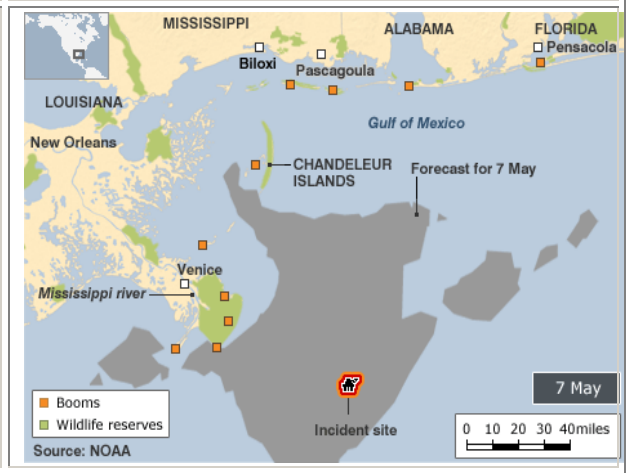 MISSISSIPPI
ALABAMA
FLORIDA
Biloxi
Pascagoula
Pensacola
LOUISIANA
New Orleans
Gulf of Mexico
CHANDELEUR
ISLANDS
Forecast for 7 May
Venice
Mississippi river
7 May
Booms
Wildlife reserves
Incident site
0 10 20 30 40miles
Source: NOAA